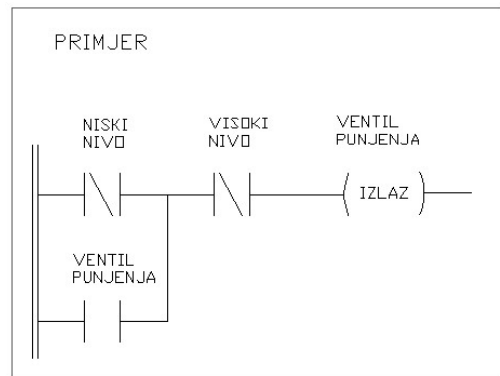 PRIMJER
NISKI
NIVO
VISOKI
NIVO
VENTIL
PUNJENJA
IZLAZ
VENTIL
PUNJENJA